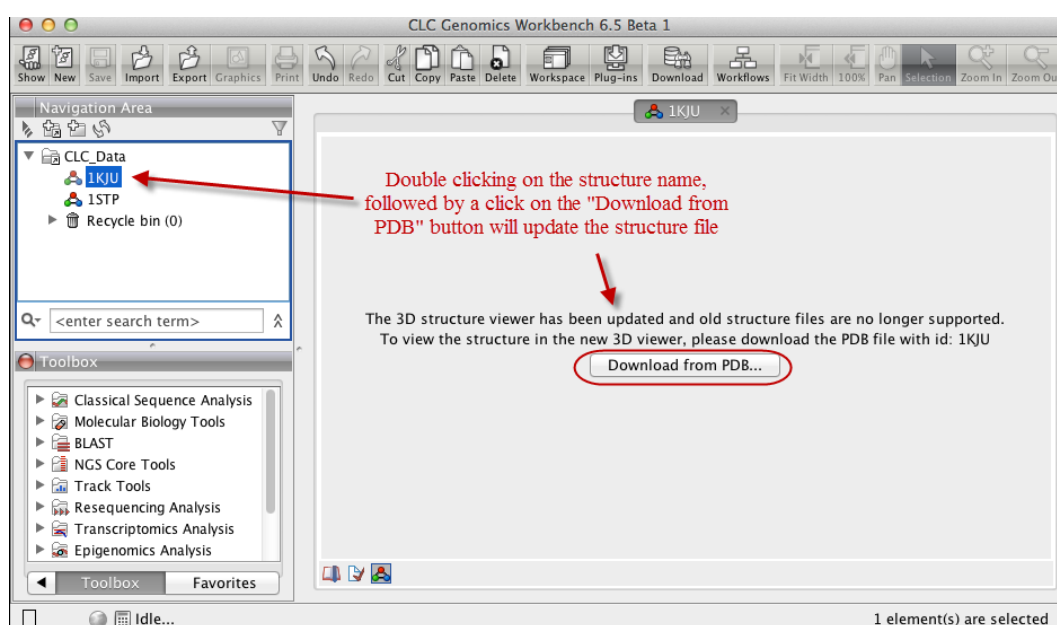 CLC Genomics Workbench 6.5 Beta 1
Show New Save Import Export Graphics Print Undo Redo Cut Copy Paste Delete Workspace Plug-ins Download Workflows Fit Width 100% Pan Selection Zoom In Zoom Ou
Navigation Area
CLC_Data
1KJU
1STP
Recycle bin (0)
<enter search term>
Toolbox
Classical Sequence Analysis
Molecular Biology Tools
BLAST
NGS Core Tools
Track Tools
Resequencing Analysis
Transcriptomics Analysis
Epigenomics Analysis
Toolbox Favorites
1KJU
Double clicking on the structure name,
followed by a click on the "Download from
PDB" button will update the structure file
The 3D structure viewer has been updated and old structure files are no longer supported.
To view the structure in the new 3D viewer, please download the PDB file with id: 1KJU
Download from PDB...
Idle...
1 element(s) are selected